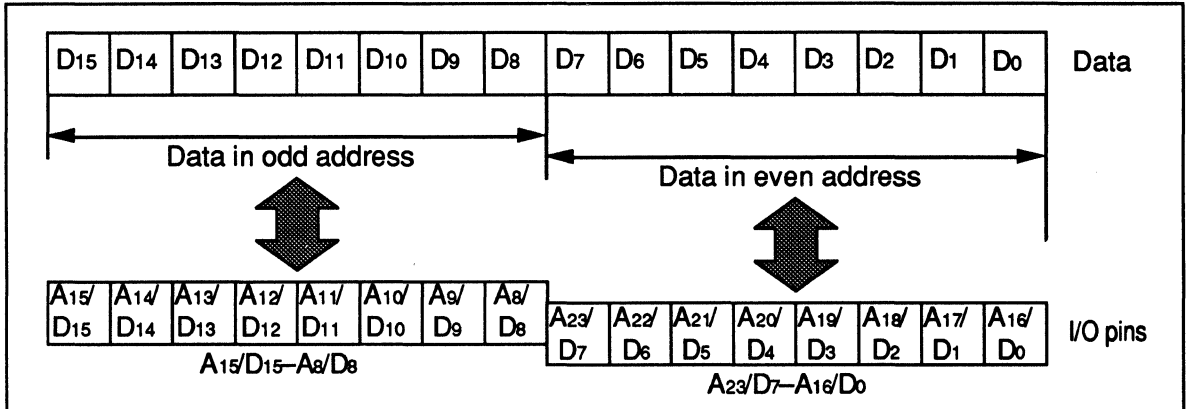 D15 D14 D13 D12 D11 D10 D9 D8 D7 D6 D5 D4 D3 D2 D1 D0 Data
Data in odd address
Data in even address
A15/ A14/ A13/ A12/ A11/ A10/ A9/ A8/
D15 D14 D13 D12 D11 D10 D9 D8
A23/ A22/ A21/ A20/ A19/ A18/ A17/ A16/
D7 D6 D5 D4 D3 D2 D1 D0
I/O pins
A15/D15–A8/D8
A23/D7–A16/D0